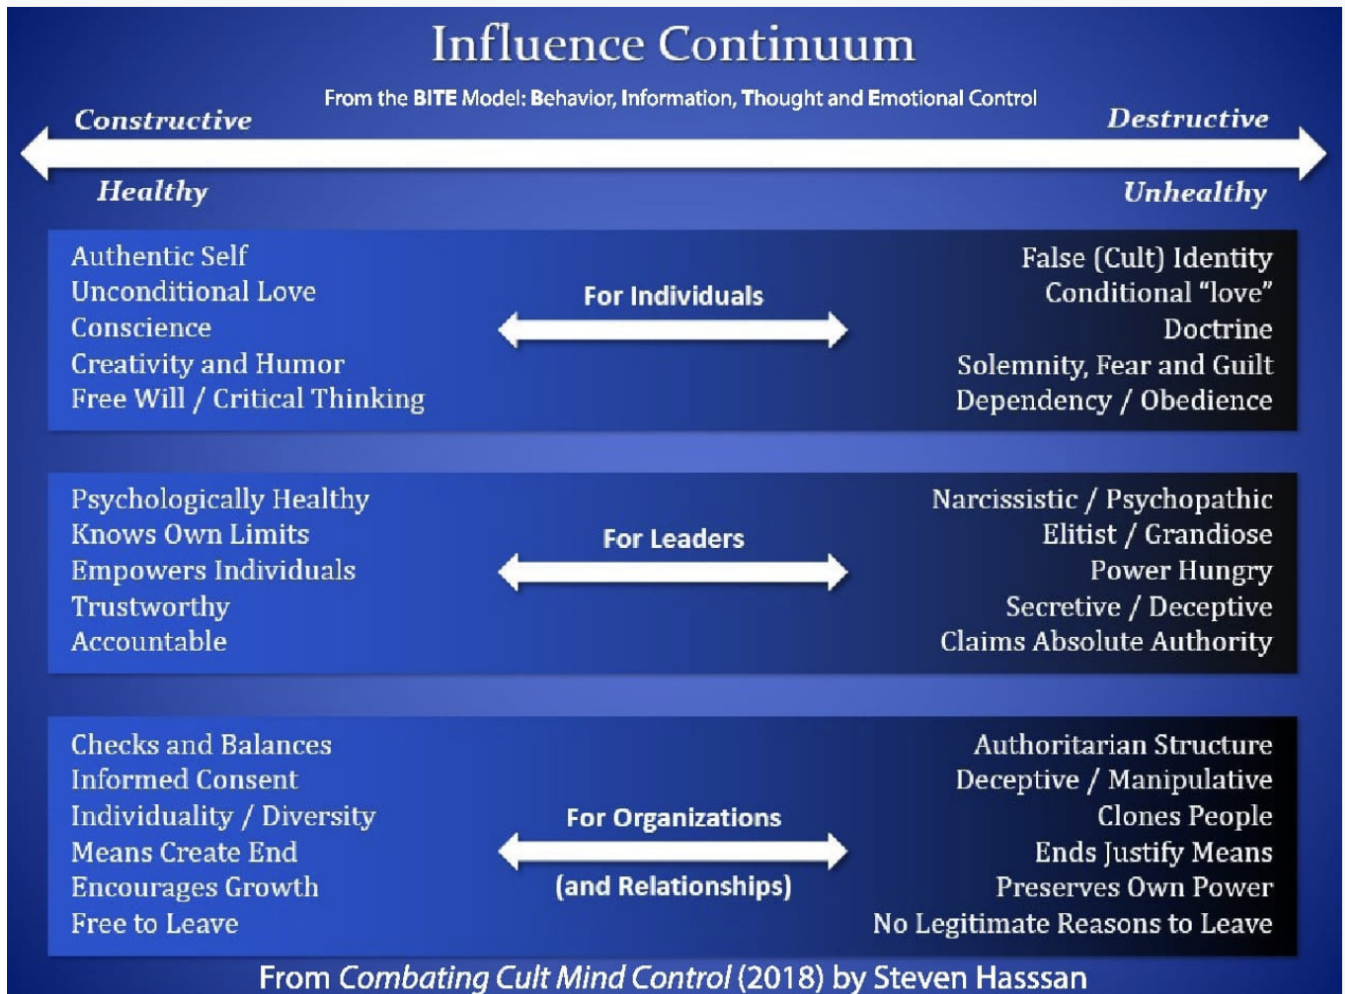 Influence Continuum
From the BITE Model: Behavior, Information, Thought and Emotional Control
Constructive
Destructive
Healthy
Unhealthy
Authentic Self
Unconditional Love
Conscience
Creativity and Humor
Free Will / Critical Thinking
For Individuals
False (Cult) Identity
Conditional “love”
Doctrine
Solemnity, Fear and Guilt
Dependency / Obedience
Psychologically Healthy
Knows Own Limits
Empowers Individuals
Trustworthy
Accountable
For Leaders
Narcissistic / Psychopathic
Elitist / Grandiose
Power Hungry
Secretive / Deceptive
Claims Absolute Authority
Checks and Balances
Informed Consent
Individuality / Diversity
Means Create End
Encourages Growth
Free to Leave
For Organizations
(and Relationships)
Authoritarian Structure
Deceptive / Manipulative
Clones People
Ends Justify Means
Preserves Own Power
No Legitimate Reasons to Leave
From Combating Cult Mind Control (2018) by Steven Hasssan